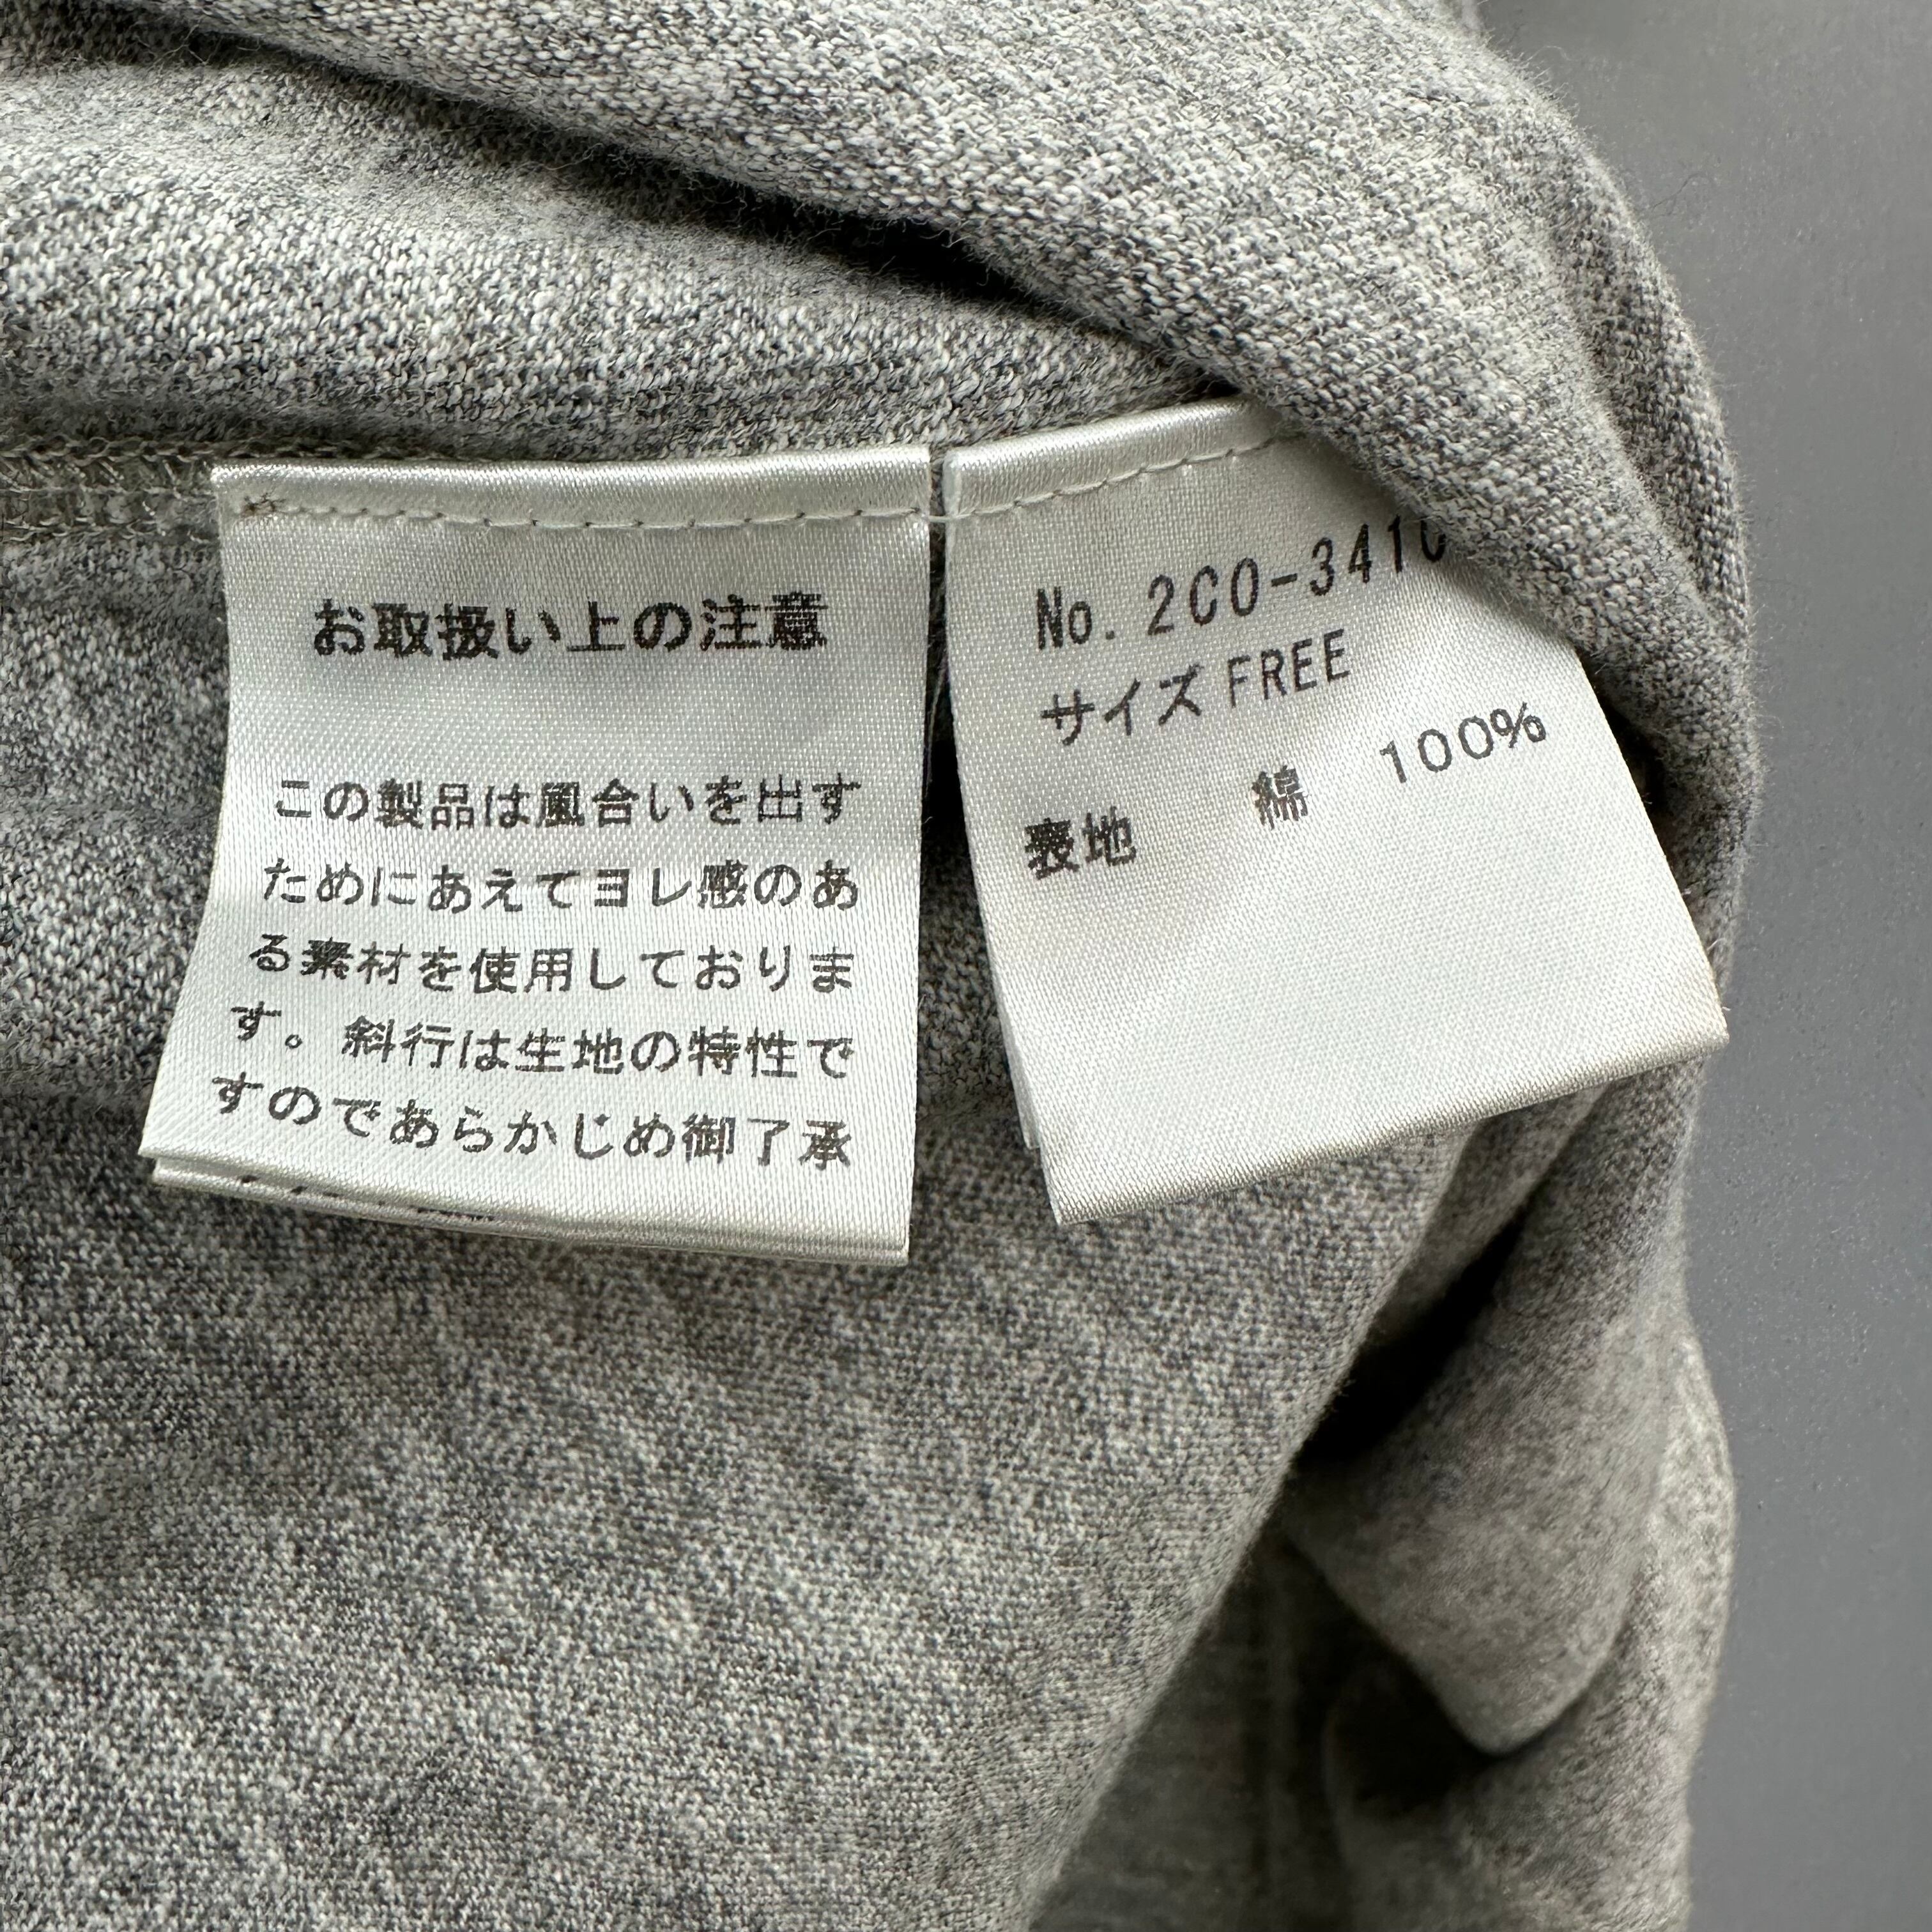 お取扱い上の注意
この製品は風合いを出す
ためにあえてヨレ感のあ
る素材を使用しておりま
す。斜行は生地の特性で
すのであらかじめ御了承
No. 2C0-341
サイズ FREE
表地 綿 100%